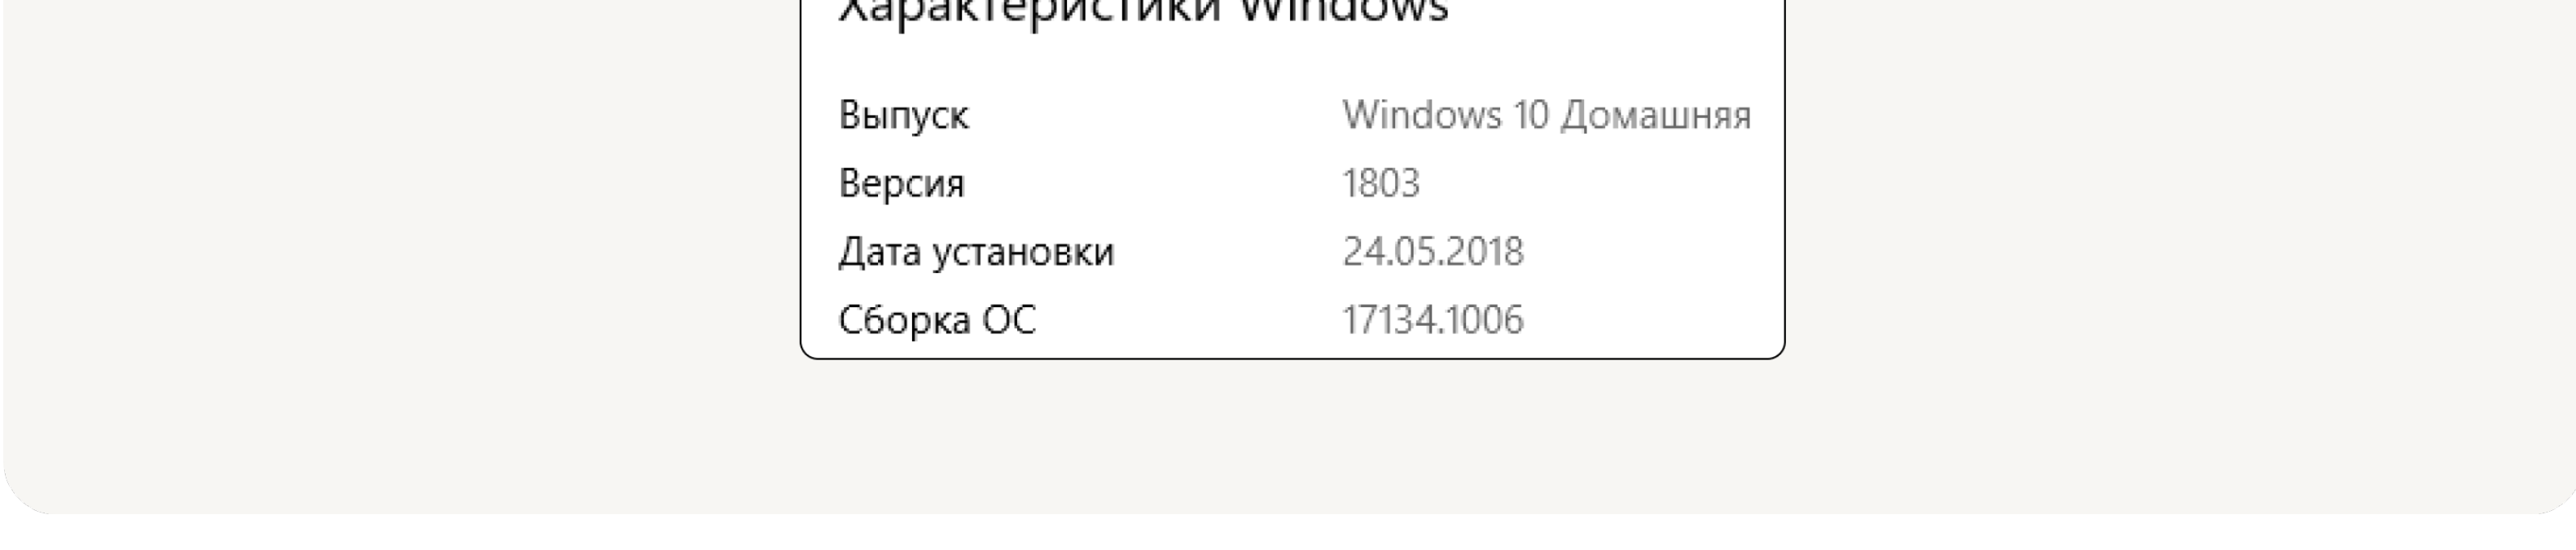 Характеристики Windows
Выпуск Windows 10 Домашняя
Версия 1803
Дата установки 24.05.2018
Сборка ОС 17134.1006